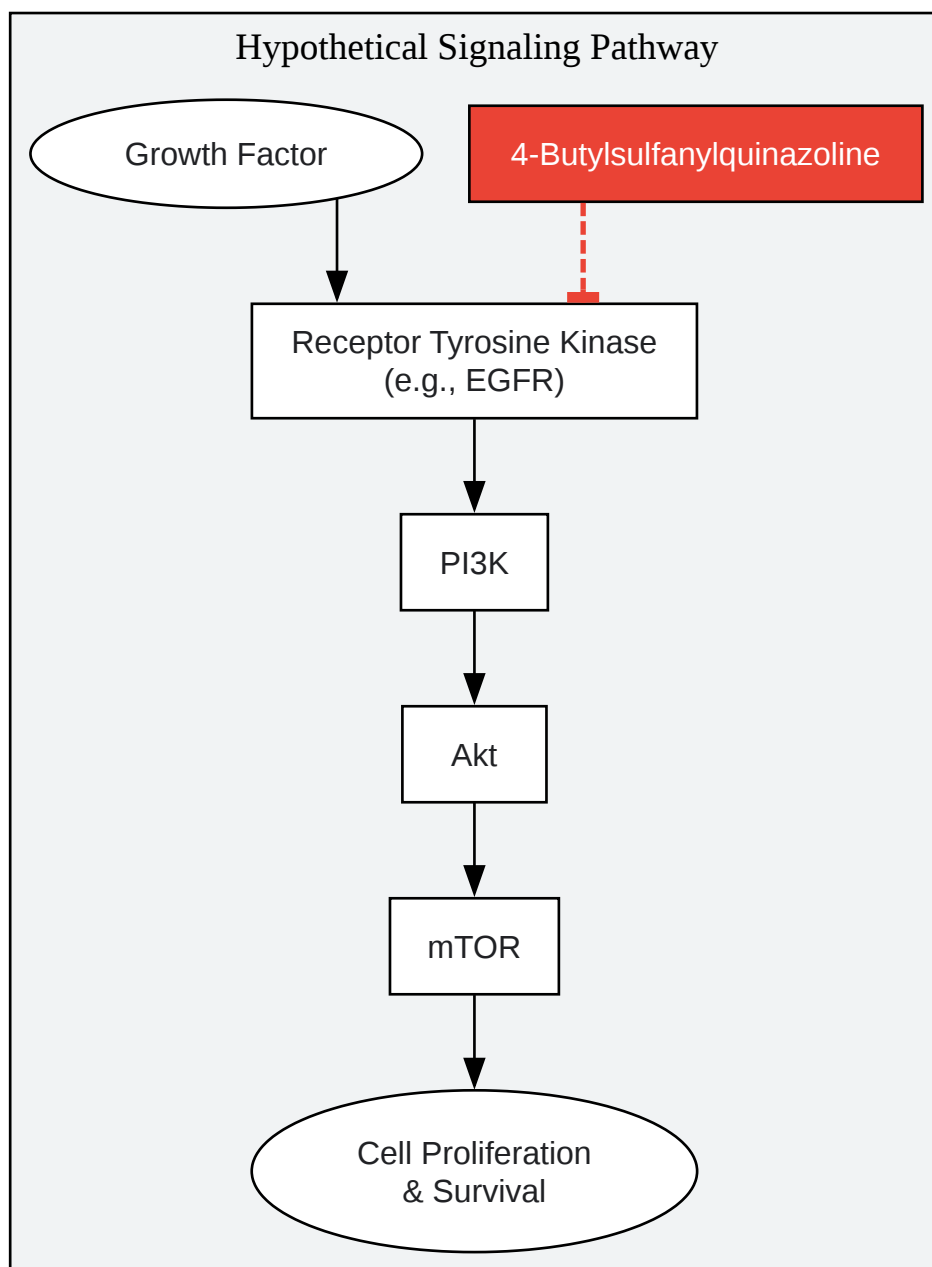 Hypothetical Signaling Pathway
Growth Factor
4-Butylsulfanylquinazoline
Receptor Tyrosine Kinase
(e.g., EGFR)
PI3K
Akt
mTOR
Cell Proliferation
& Survival